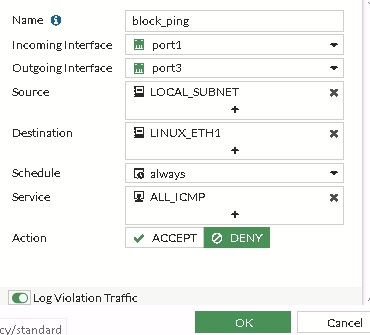 Name block_ping
Incoming Interface port1
Outgoing Interface port3
Source LOCAL_SUBNET
+
Destination LINUX_ETH1
+
Schedule always
Service ALL_ICMP
+
Action ACCEPT DENY
Log Violation Traffic
cy/standard
OK Cancel